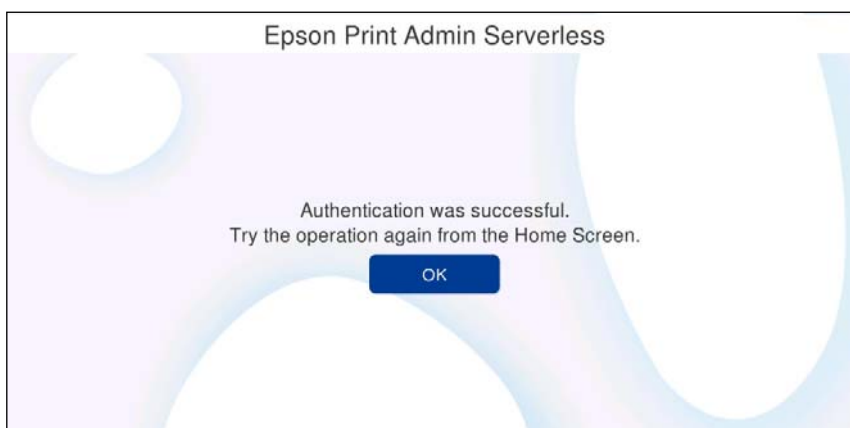 Epson Print Admin Serverless
Authentication was successful.
Try the operation again from the Home Screen.
OK